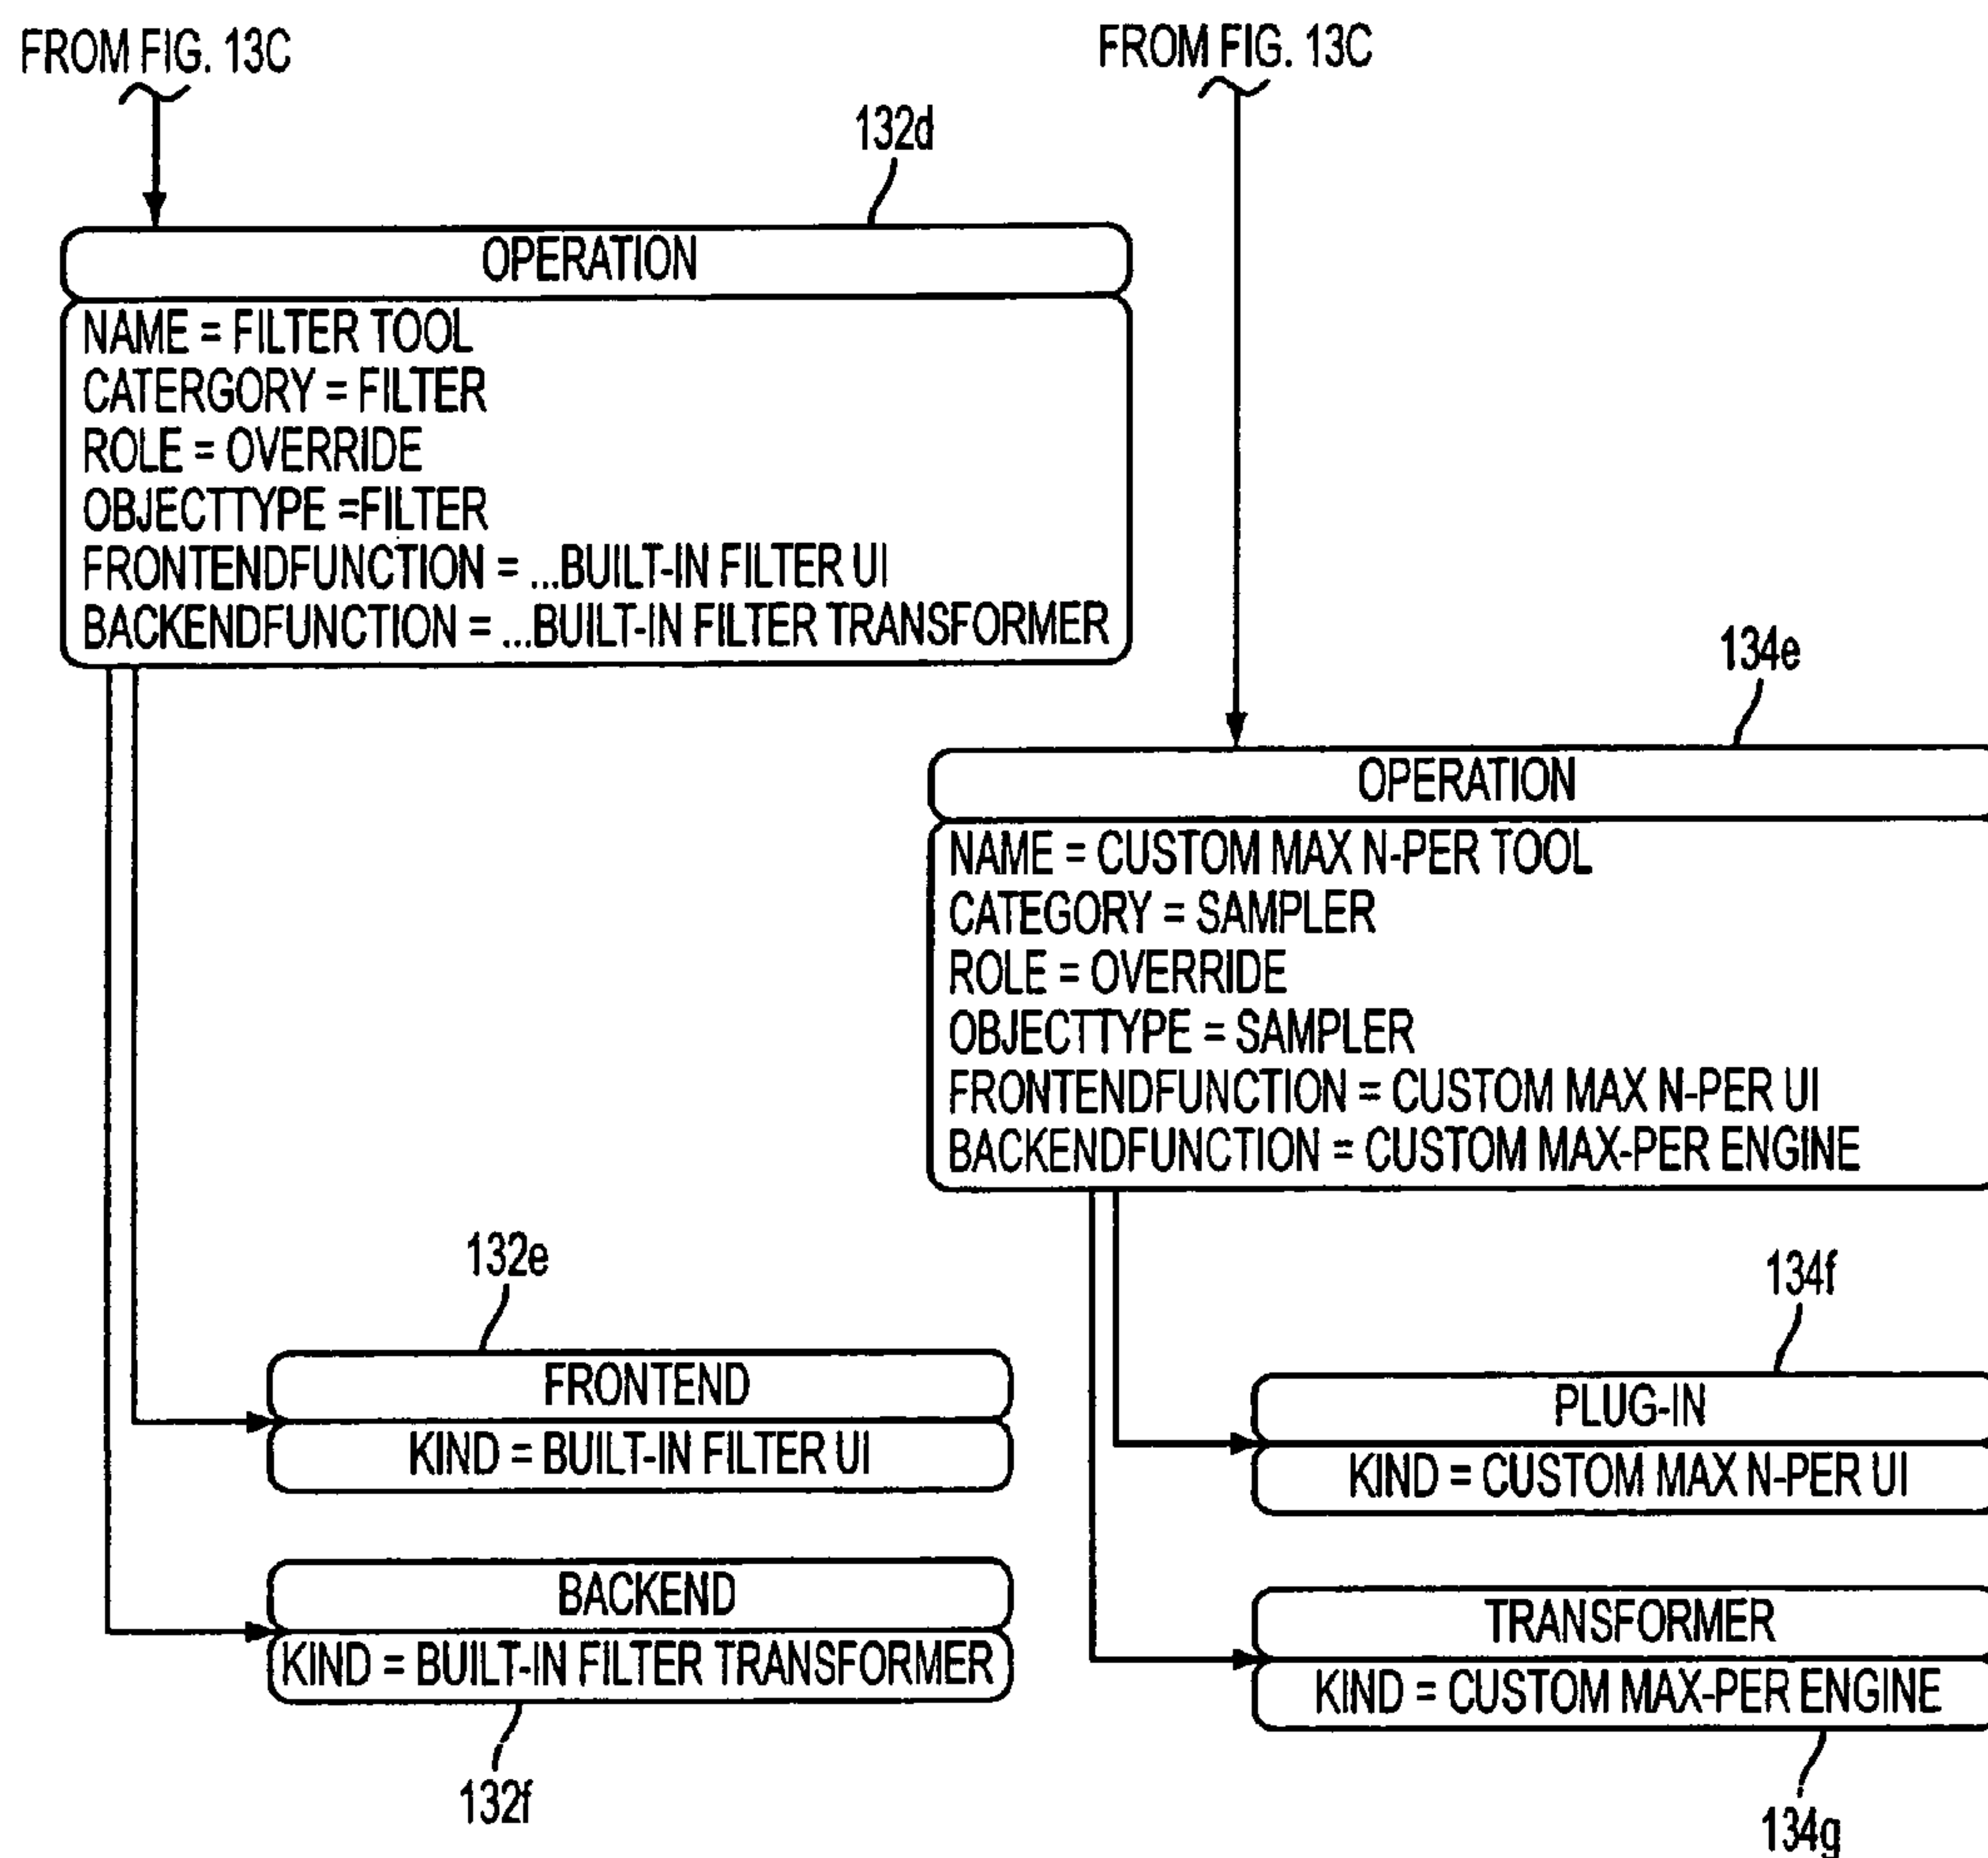 FROM FIG. 13C
FROM FIG. 13C
132d
OPERATION
NAME = FILTER TOOL
CATERGORY = FILTER
ROLE = OVERRIDE
OBJECTTYPE =FILTER
FRONTENDFUNCTION = ...BUILT-IN FILTER UI
BACKENDFUNCTION = ...BUILT-IN FILTER TRANSFORMER
134e
OPERATION
NAME = CUSTOM MAX N-PER TOOL
CATEGORY = SAMPLER
ROLE = OVERRIDE
OBJECTTYPE = SAMPLER
FRONTENDFUNCTION = CUSTOM MAX N-PER UI
BACKENDFUNCTION = CUSTOM MAX-PER ENGINE
132e
FRONTEND
KIND = BUILT-IN FILTER UI
BACKEND
KIND = BUILT-IN FILTER TRANSFORMER
132f
134f
PLUG-IN
KIND = CUSTOM MAX N-PER UI
TRANSFORMER
KIND = CUSTOM MAX-PER ENGINE
134g